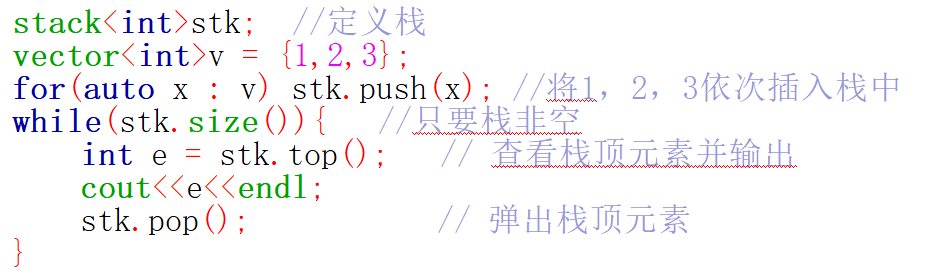 stack<int>stk;  //定义栈
vector<int>v = {1,2,3};
for(auto x : v) stk.push(x); //将1，2，3依次插入栈中
while(stk.size()){   //只要栈非空
    int e = stk.top();   // 查看栈顶元素并输出
    cout<<e<<endl;
    stk.pop();           // 弹出栈顶元素
}